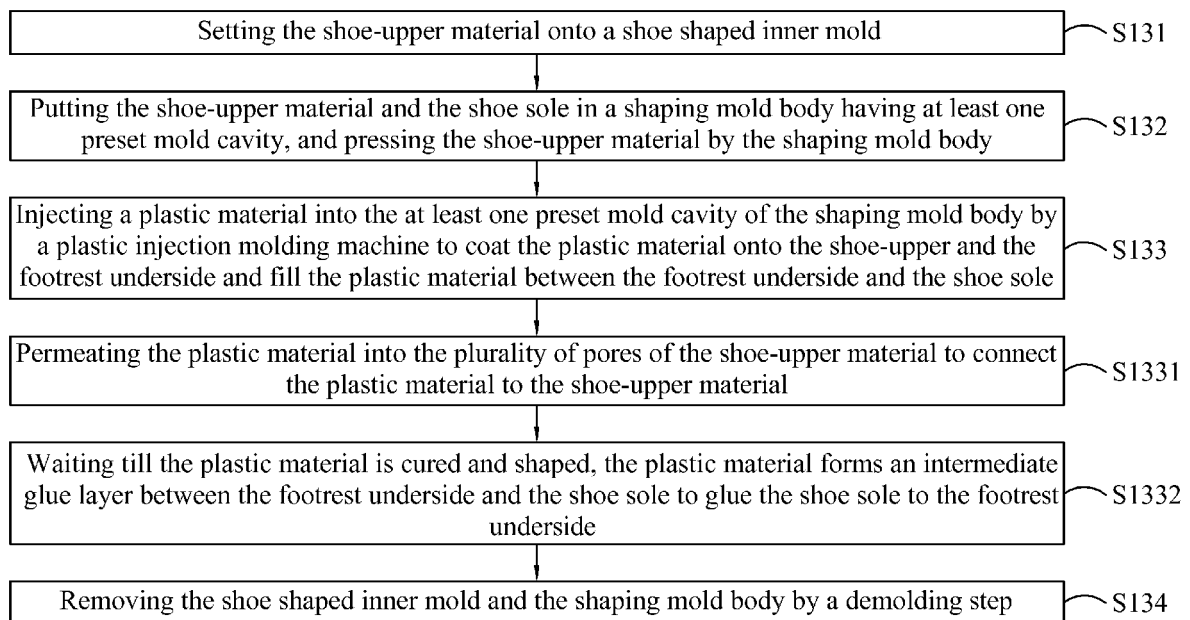 Setting the shoe-upper material onto a shoe shaped inner mold
S131
Putting the shoe-upper material and the shoe sole in a shaping mold body having at least one
preset mold cavity, and pressing the shoe-upper material by the shaping mold body
S132
Injecting a plastic material into the at least one preset mold cavity of the shaping mold body by
a plastic injection molding machine to coat the plastic material onto the shoe-upper and the
footrest underside and fill the plastic material between the footrest underside and the shoe sole
S133
Permeating the plastic material into the plurality of pores of the shoe-upper material to connect
the plastic material to the shoe-upper material
S1331
Waiting till the plastic material is cured and shaped, the plastic material forms an intermediate
glue layer between the footrest underside and the shoe sole to glue the shoe sole to the footrest
underside
S1332
Removing the shoe shaped inner mold and the shaping mold body by a demolding step
S134